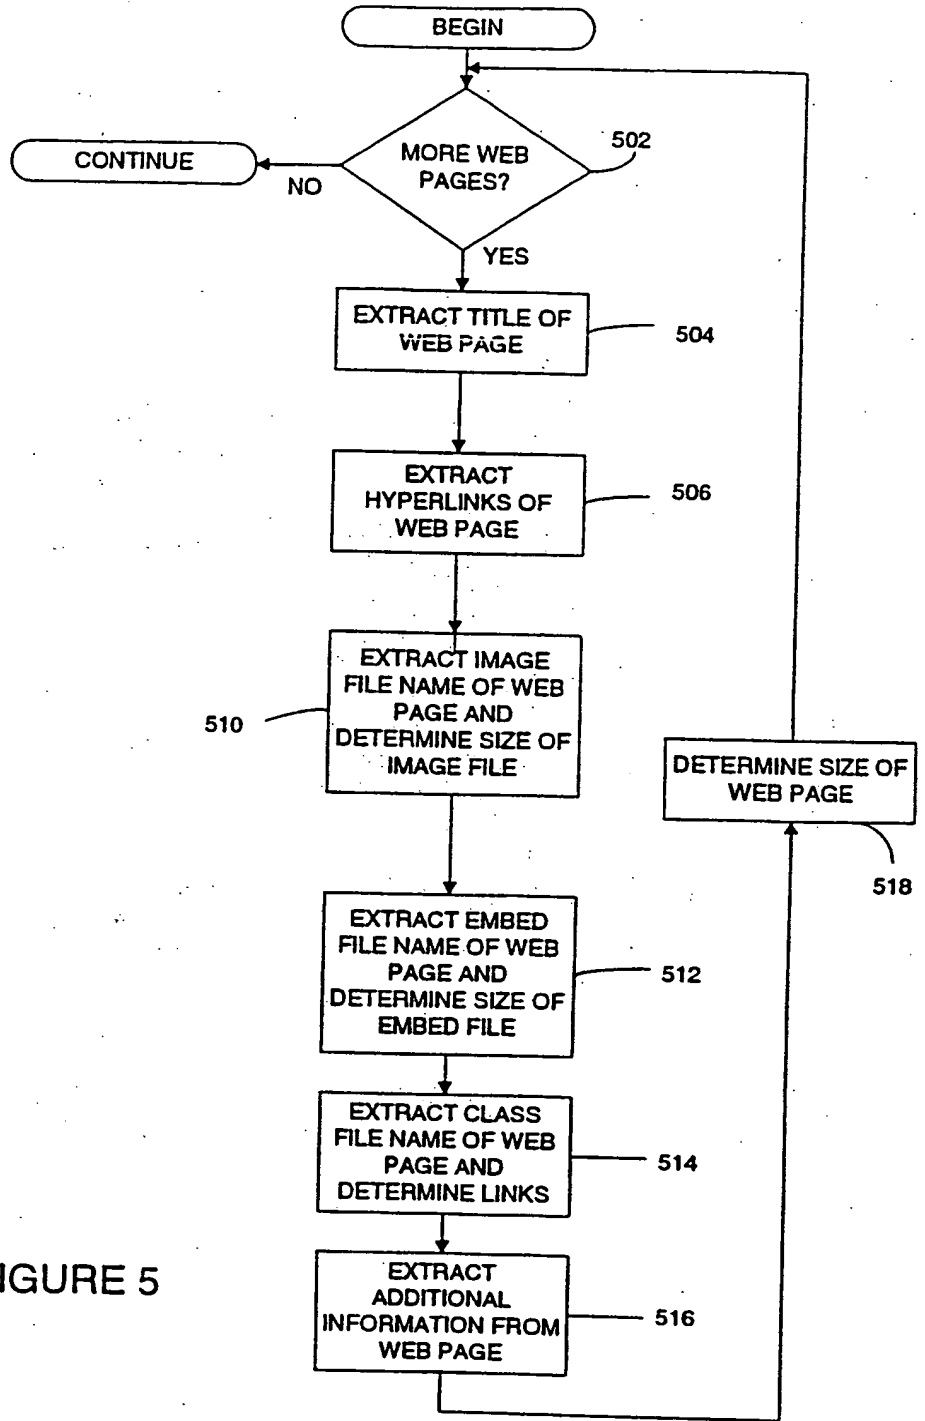 BEGIN
MORE WEB
PAGES?
502
CONTINUE
NO
YES
EXTRACT TITLE OF
WEB PAGE
504
EXTRACT
HYPERLINKS OF
WEB PAGE
506
EXTRACT IMAGE
FILE NAME OF WEB
PAGE AND
DETERMINE SIZE OF
IMAGE FILE
510
DETERMINE SIZE OF
WEB PAGE
518
EXTRACT EMBED
FILE NAME OF WEB
PAGE AND
DETERMINE SIZE OF
EMBED FILE
512
EXTRACT CLASS
FILE NAME OF WEB
PAGE AND
DETERMINE LINKS
514
EXTRACT
ADDITIONAL
INFORMATION FROM
WEB PAGE
516
IGURE 5